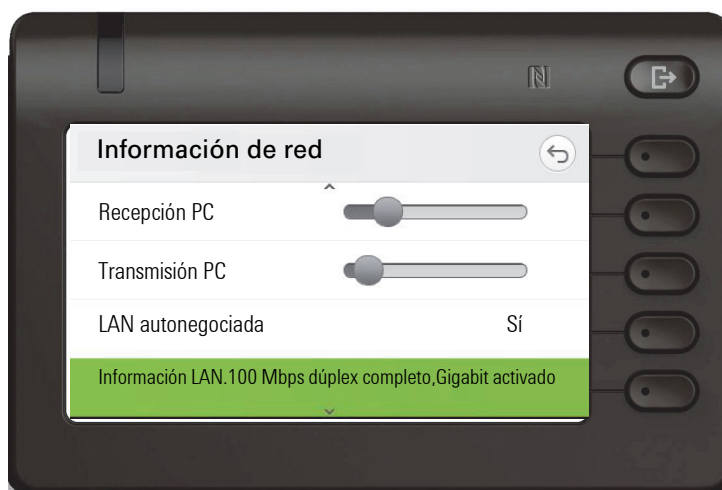 Información de red
Recepción PC
Transmisión PC
LAN autonegociada Sí
Información LAN.100 Mbps dúplex completo,Gigabit activado